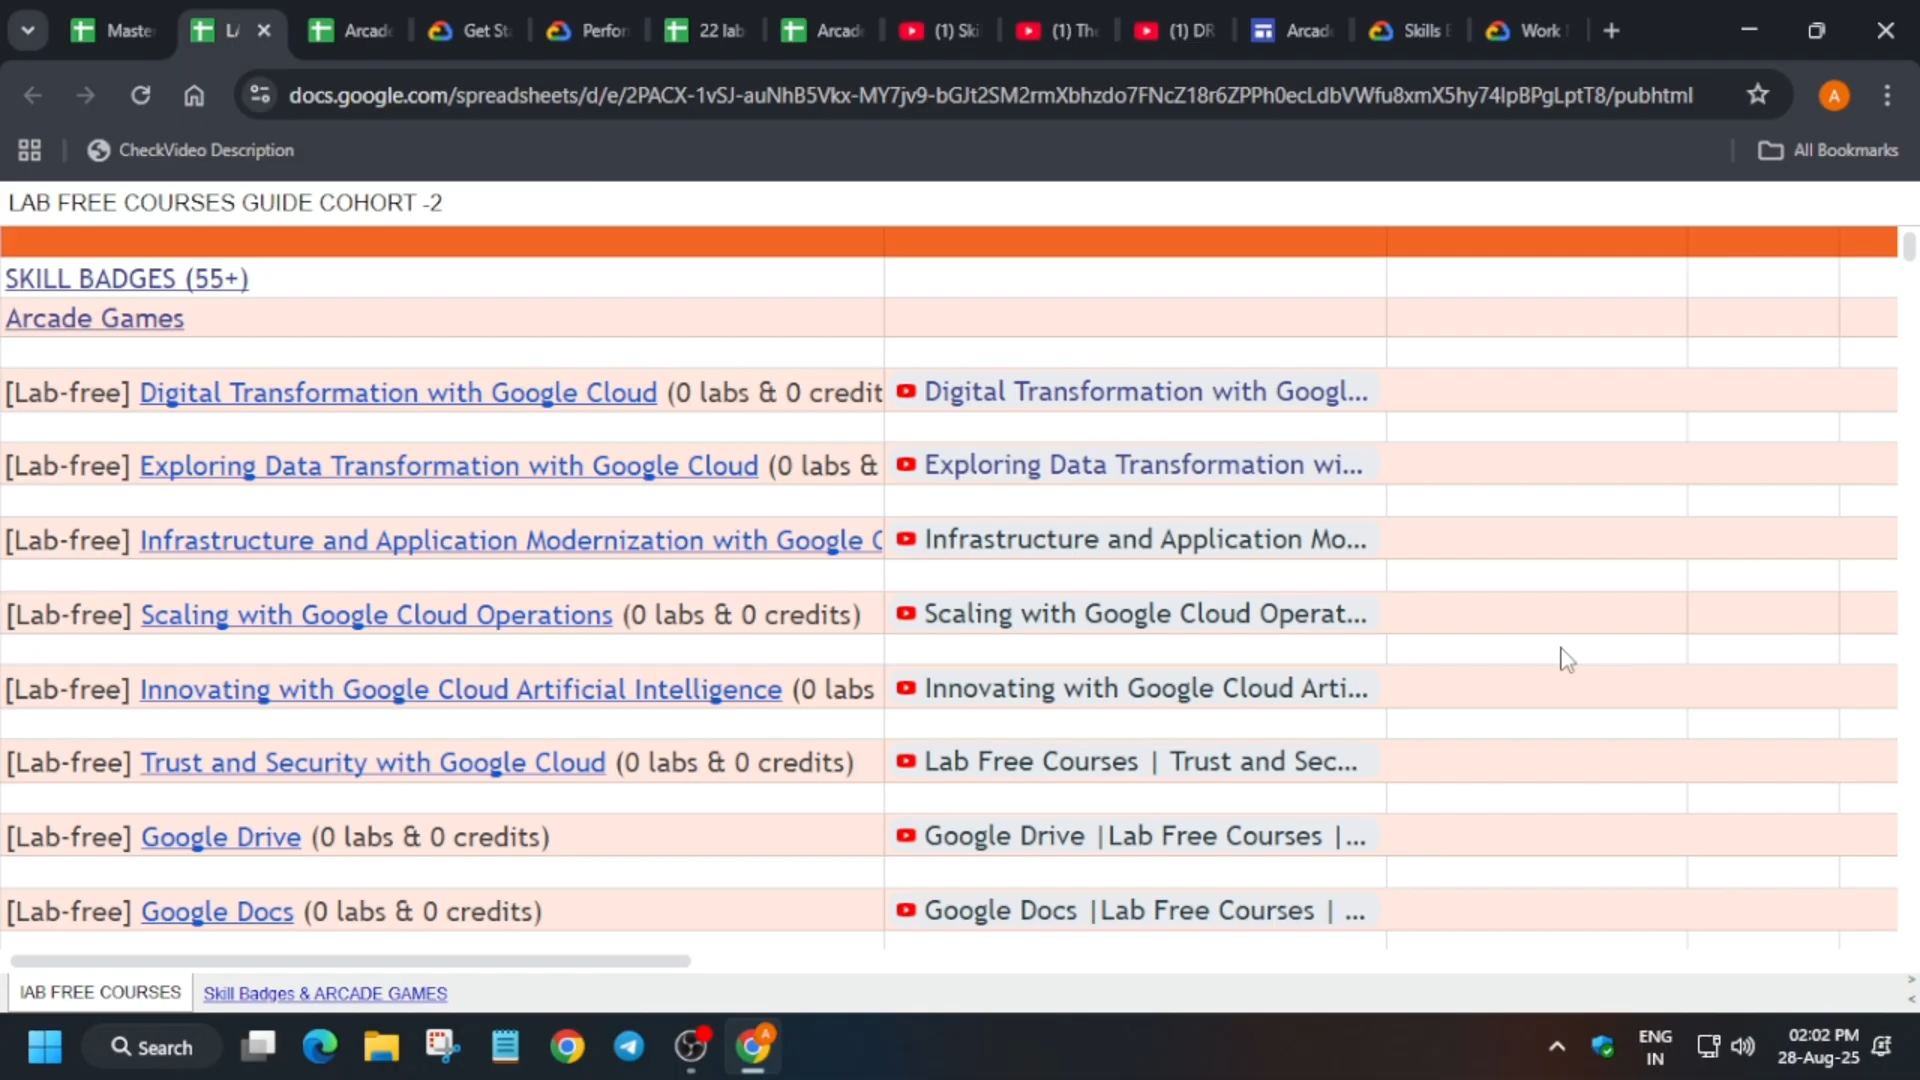 Maste
L/
Arcade
Get St
Perfor
22 lab
Arcade
(1) Ski
(1) The
(1) DR
Arcade
Skills B
Work
docs.google.com/spreadsheets/d/e/2PACX-1vSJ-auNhB5Vkx-MY7jv9-bGJt2SM2rmXbhzdo7FNcZ18r6ZPPh0ecLdbVWfu8xmX5hy74lpBPgLptT8/pubhtml
A
CheckVideo Description
All Bookmarks
LAB FREE COURSES GUIDE COHORT -2
SKILL BADGES (55+)
Arcade Games
[Lab-free] Digital Transformation with Google Cloud (0 labs & 0 credit
Digital Transformation with Googl...
[Lab-free] Exploring Data Transformation with Google Cloud (0 labs &
Exploring Data Transformation wi...
[Lab-free] Infrastructure and Application Modernization with Google C
Infrastructure and Application Mo...
[Lab-free] Scaling with Google Cloud Operations (0 labs & 0 credits)
Scaling with Google Cloud Operat...
[Lab-free] Innovating with Google Cloud Artificial Intelligence (0 labs
Innovating with Google Cloud Arti...
[Lab-free] Trust and Security with Google Cloud (0 labs & 0 credits)
Lab Free Courses | Trust and Sec...
[Lab-free] Google Drive (0 labs & 0 credits)
Google Drive |Lab Free Courses |...
[Lab-free] Google Docs (0 labs & 0 credits)
Google Docs |Lab Free Courses | ...
lAB FREE COURSES
Skill Badges & ARCADE GAMES
Search
A
ENG
IN
02:02 PM
28-Aug-25